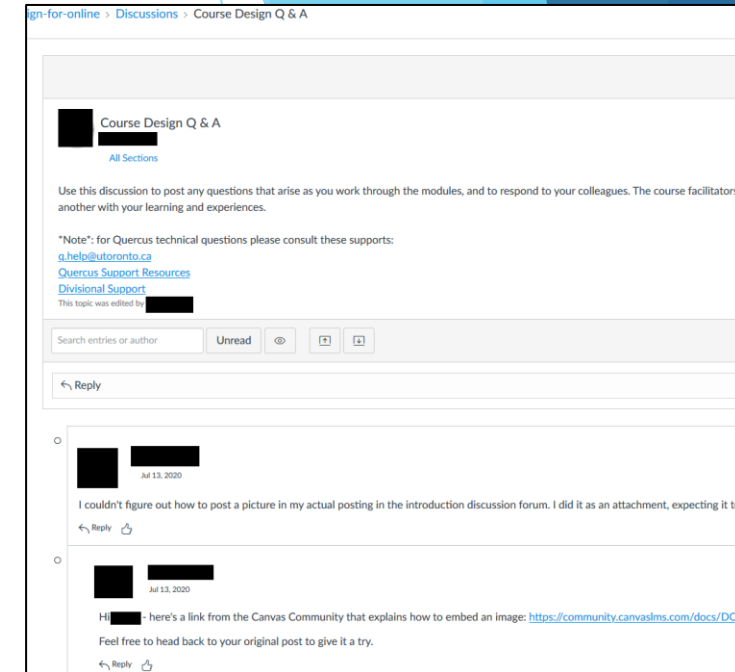 ign-for-online > Discussions > Course Design Q & A
Course Design Q & A
All Sections
Use this discussion to post any questions that arise as you work through the modules, and to respond to your colleagues. The course facilitators
another with your learning and experiences.
*Note*: for Quercus technical questions please consult these supports:
q.help@utoronto.ca
Quercus Support Resources
Divisional Support
This topic was edited by
Search entries or author Unread
Reply
Jul 13, 2020
I couldn't figure out how to post a picture in my actual posting in the introduction discussion forum. I did it as an attachment, expecting it t
Reply
Jul 13, 2020
Hi - here's a link from the Canvas Community that explains how to embed an image: https://community.canvaslms.com/docs/DO
Feel free to head back to your original post to give it a try.
Reply